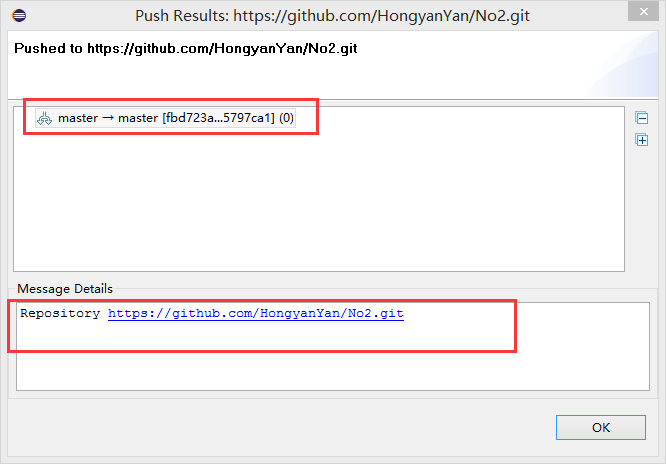 Push Results: https://github.com/HongyanYan/No2.git
Pushed to https://github.com/HongyanYan/No2.git
master → master [fbd723a...5797ca1] (0)
Message Details
Repository https://github.com/HongyanYan/No2.git
OK